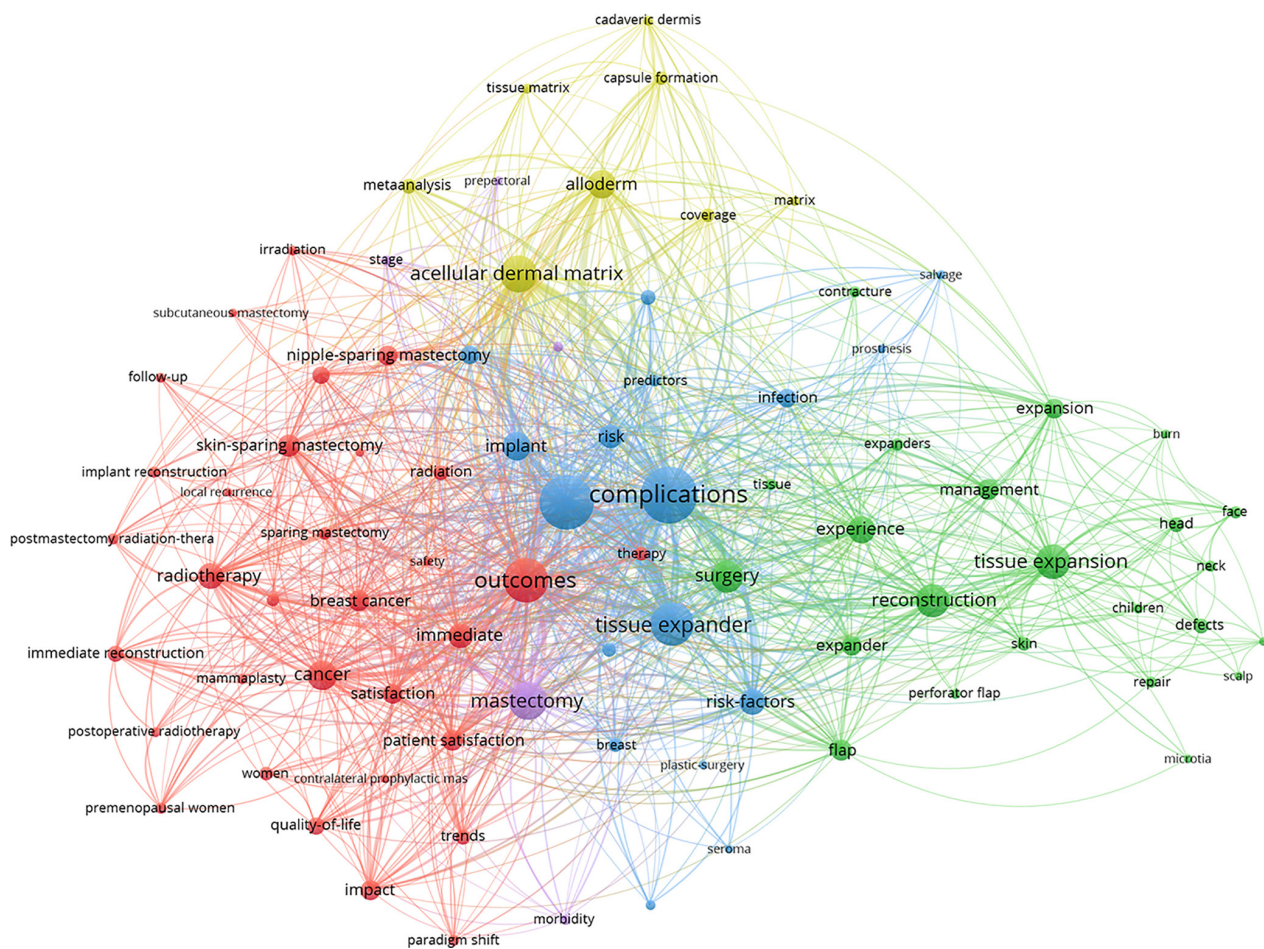 cadaveric dermis
capsule formation
tissue matrix
prepectoral
metaanalysis
alloderm
matrix
coverage
irradiation
stage
acellular dermal matrix
salvage
contracture
subcutaneous mastectomy
prosthesis
nipple-sparing mastectomy
follow-up
predictors
infection
expansion
risk
burn
skin-sparing mastectomy
implant
expanders
implant reconstruction
radiation
tissue
management
local recurrence
complications
face
head
postmastectomy radiation-thera
sparing mastectomy
experience
therapy
safety
tissue expansion
neck
radiotherapy
outcomes
surgery
breast cancer
reconstruction
children
defects
tissue expander
immediate
expander
skin
immediate reconstruction
mammaplasty
cancer
scalp
repair
satisfaction
perforator flap
mastectomy
risk-factors
postoperative radiotherapy
patient satisfaction
breast
flap
microtia
plastic-surgery
women
contralateral prophylactic mas
premenopausal women
quality-of-life
trends
seroma
impact
morbidity
paradigm shift